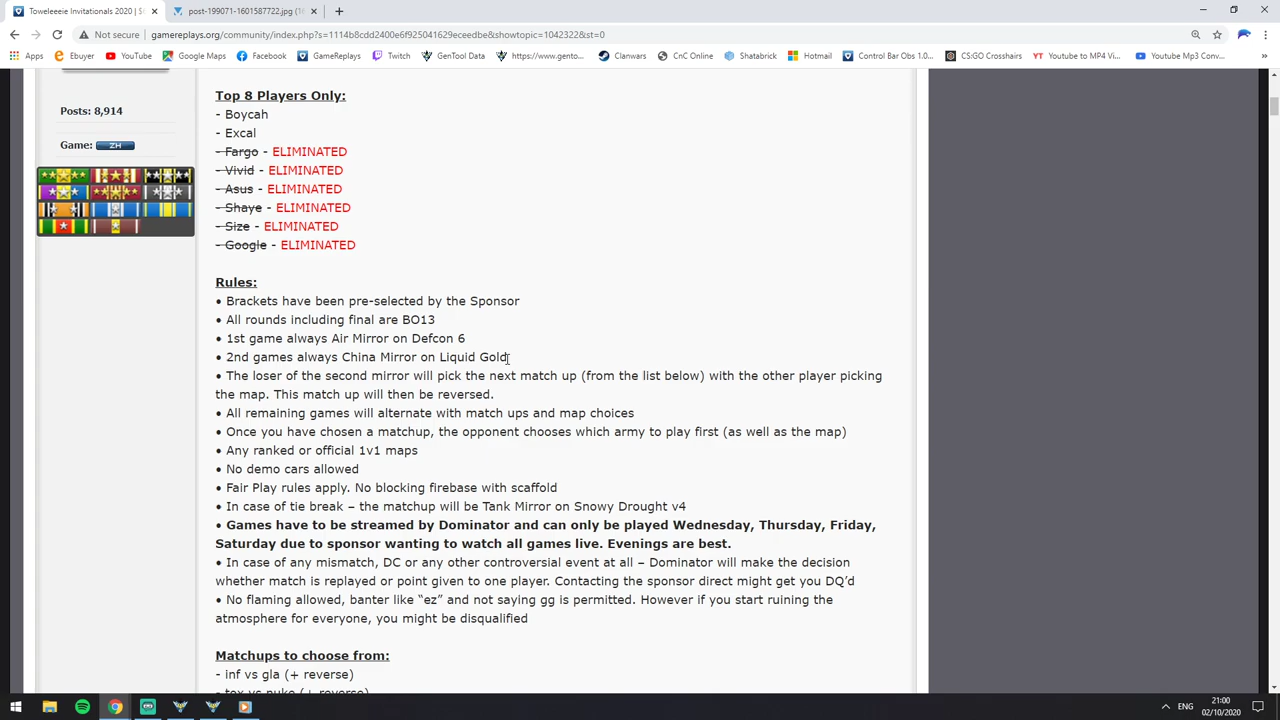 Toweleeeie Invitationals 2020 | $
post-199071-1601587722.jpg (16
Not secure | gamereplays.org/community/index.php?s=1114b8cdd2400e6f925041629eceedbe&showtopic=1042322&st=0
Apps Ebuyer YouTube Google Maps Facebook GameReplays Twitch GenTool Data https://www.gento... Clanwars CnC Online Shatabrick Hotmail Control Bar Obs 1.0... CS:GO Crosshairs Youtube to MP4 Vi... Youtube Mp3 Conv...
Posts: 8,914
Game: ZH
Top 8 Players Only:
- Boycah
- Excal
- Fargo - ELIMINATED
- Vivid - ELIMINATED
- Asus - ELIMINATED
- Shaye - ELIMINATED
- Size - ELIMINATED
- Google - ELIMINATED
Rules:
• Brackets have been pre-selected by the Sponsor
• All rounds including final are BO13
• 1st game always Air Mirror on Defcon 6
• 2nd games always China Mirror on Liquid Gold
• The loser of the second mirror will pick the next match up (from the list below) with the other player picking
the map. This match up will then be reversed.
• All remaining games will alternate with match ups and map choices
• Once you have chosen a matchup, the opponent chooses which army to play first (as well as the map)
• Any ranked or official 1v1 maps
• No demo cars allowed
• Fair Play rules apply. No blocking firebase with scaffold
• In case of tie break – the matchup will be Tank Mirror on Snowy Drought v4
• Games have to be streamed by Dominator and can only be played Wednesday, Thursday, Friday,
Saturday due to sponsor wanting to watch all games live. Evenings are best.
• In case of any mismatch, DC or any other controversial event at all – Dominator will make the decision
whether match is replayed or point given to one player. Contacting the sponsor direct might get you DQ’d
• No flaming allowed, banter like “ez” and not saying gg is permitted. However if you start ruining the
atmosphere for everyone, you might be disqualified
Matchups to choose from:
- inf vs gla (+ reverse)
- tox vs nuke (+ reverse)
ENG
21:00
02/10/2020